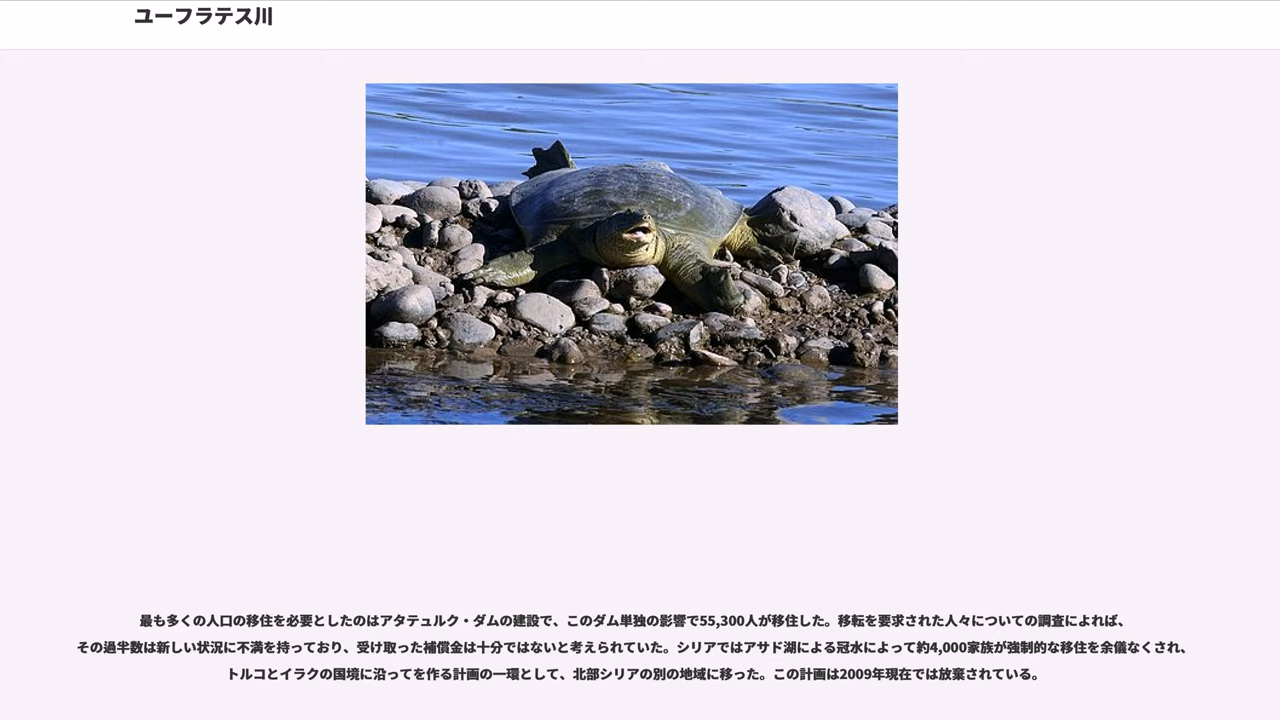 ユーフラテス川
最も多くの人口の移住を必要としたのはアタテュルク・ダムの建設で、このダム単独の影響で55,300人が移住した。移転を要求された人々についての調査によれば、
その過半数は新しい状況に不満を持っており、受け取った補償金は十分ではないと考えられていた。シリアではアサド湖による冠水によって約4,000家族が強制的な移住を余儀なくされ、
トルコとイラクの国境に沿ってを作る計画の一環として、北部シリアの別の地域に移った。この計画は2009年現在では放棄されている。